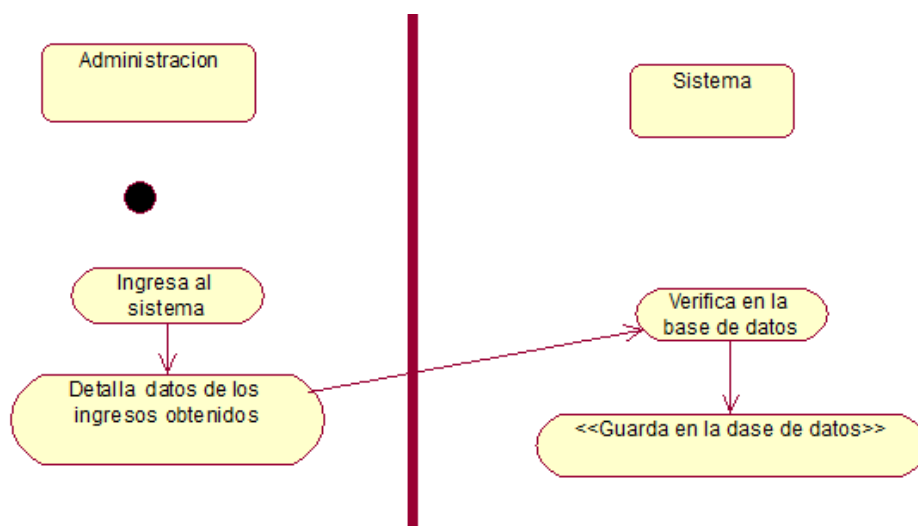 Administracion
Sistema
Ingresa al
sistema
Verifica en la
base de datos
Detalla datos de los
ingresos obtenidos
<<Guarda en la dase de datos>>